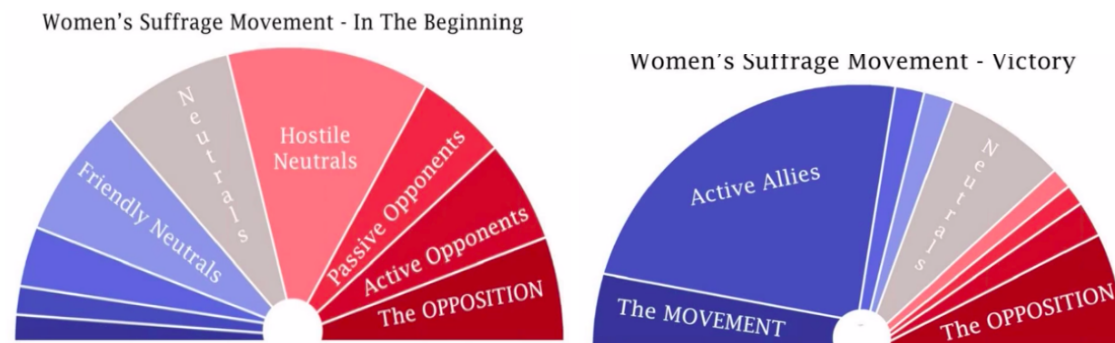 Women's Suffrage Movement - In The Beginning
Friendly Neutrals
Neutrals
Hostile
Neutrals
Passive Opponents
Active Opponents
The OPPOSITION
Women's Suffrage Movement - Victory
The MOVEMENT
Active Allies
Neutrals
The OPPOSITION